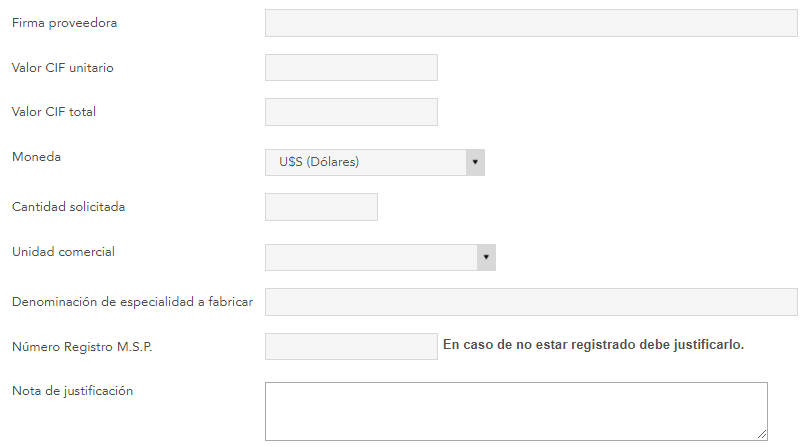 Firma proveedora
Valor CIF unitario
Valor CIF total
Moneda
U$S (Dólares)
Cantidad solicitada
Unidad comercial
Denominación de especialidad a fabricar
Número Registro M.S.P.
En caso de no estar registrado debe justificarlo.
Nota de justificación